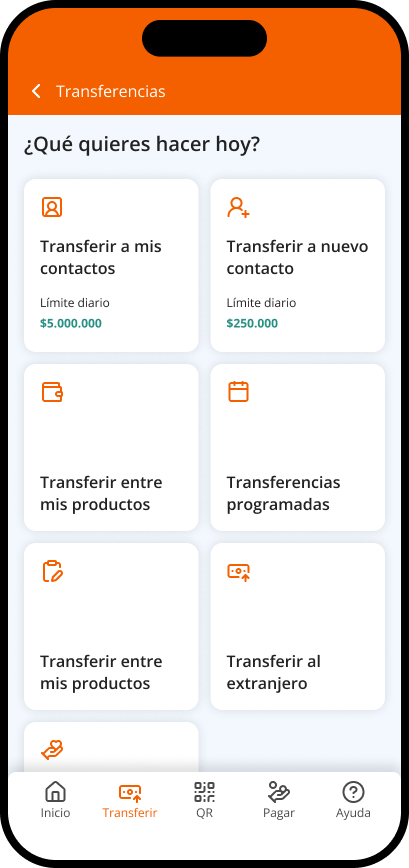 Transferencias
¿Qué quieres hacer hoy?
Transferir a mis
contactos
Límite diario
$5.000.000
Transferir a nuevo
contacto
Límite diario
$250.000
Transferir entre
mis productos
Transferencias
programadas
Transferir entre
mis productos
Transferir al
extranjero
Inicio
Transferir
QR
Pagar
Ayuda